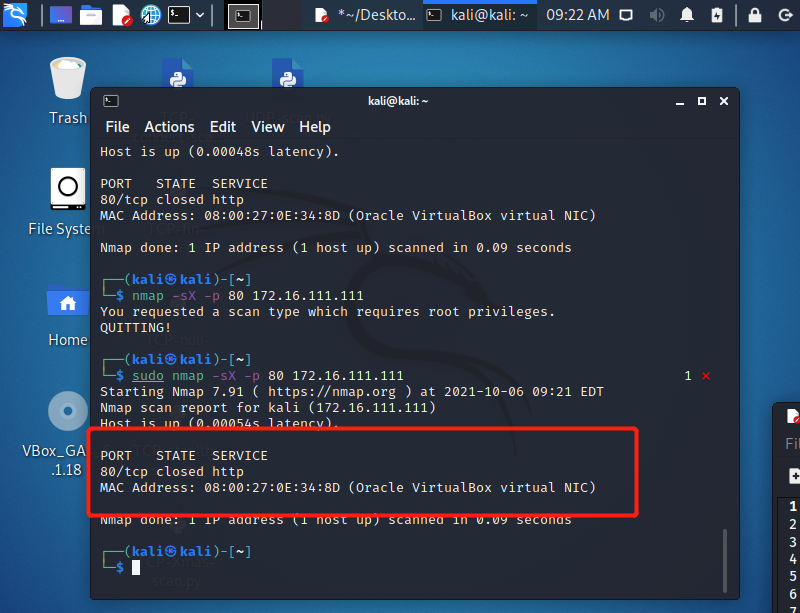 *~/Deskto...
kali@kali: ~
09:22 AM
Trash
File Syste
Home
VBox_GA
.1.18
kali@kali: ~
File Actions Edit View Help
Host is up (0.00048s latency).
PORT STATE SERVICE
80/tcp closed http
MAC Address: 08:00:27:0E:34:8D (Oracle VirtualBox virtual NIC)
Nmap done: 1 IP address (1 host up) scanned in 0.09 seconds
┌──(kali㉿kali)-[~]
└─$ nmap -sX -p 80 172.16.111.111
You requested a scan type which requires root privileges.
QUITTING!
┌──(kali㉿kali)-[~]
└─$ sudo nmap -sX -p 80 172.16.111.111 1 ✕
Starting Nmap 7.91 ( https://nmap.org ) at 2021-10-06 09:21 EDT
Nmap scan report for kali (172.16.111.111)
Host is up (0.00054s latency).
PORT STATE SERVICE
80/tcp closed http
MAC Address: 08:00:27:0E:34:8D (Oracle VirtualBox virtual NIC)
Nmap done: 1 IP address (1 host up) scanned in 0.09 seconds
┌──(kali㉿kali)-[~]
└─$
TCP-Xmas-
scan.py
Fi
1
2
3
4
5
6
7